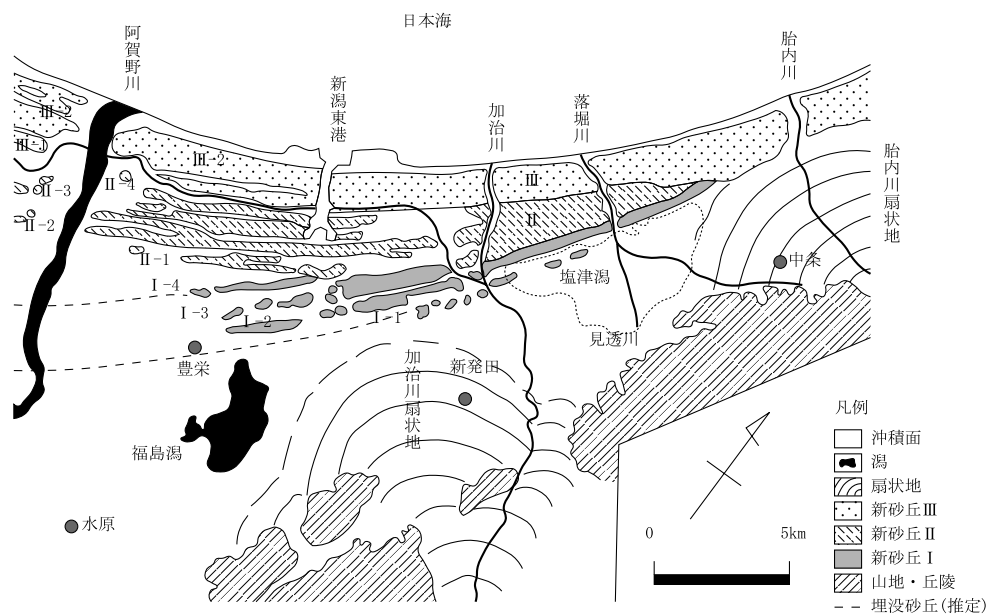 日本海
阿賀野川
新潟東港
加治川
落堀川
胎内川
胎内川扇状地
Ⅲ-2
Ⅲ-1
Ⅱ-3
Ⅱ-2
Ⅱ-4
Ⅲ-2
Ⅲ
Ⅱ
Ⅱ-1
Ⅰ-4
Ⅰ-3
Ⅰ-2
Ⅰ-1
塩津潟
中条
見透川
豊栄
加治川扇状地
新発田
福島潟
水原
凡例
沖積面
潟
扇状地
新砂丘Ⅲ
新砂丘Ⅱ
新砂丘Ⅰ
山地・丘陵
埋没砂丘(推定)
0 5km